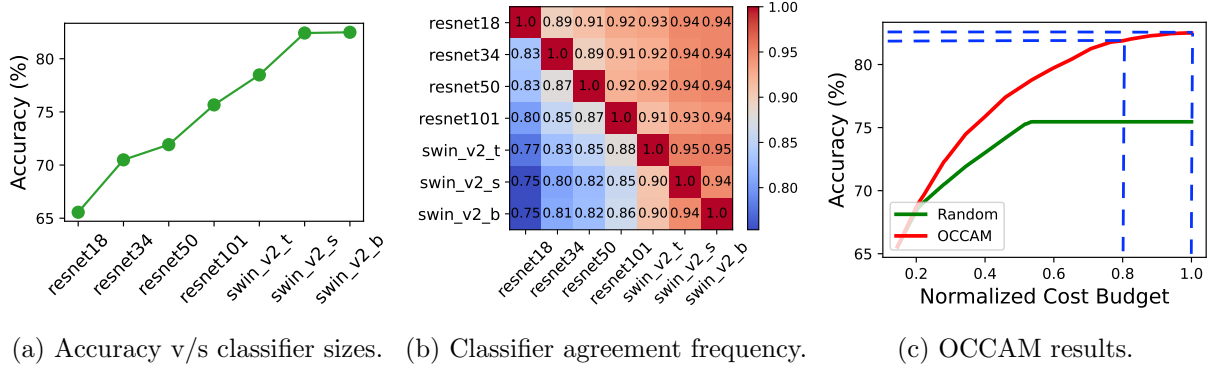 Accuracy (%)
80
75
70
65
resnet18
resnet34
resnet50
resnet101
swin_v2_t
swin_v2_s
swin_v2_b
(a) Accuracy v/s classifier sizes.
resnet18 1.0 0.89 0.91 0.92 0.93 0.94 0.94
resnet34 0.83 1.0 0.89 0.91 0.92 0.94 0.94
resnet50 0.83 0.87 1.0 0.92 0.92 0.94 0.94
resnet101 0.80 0.85 0.87 1.0 0.91 0.93 0.94
swin_v2_t 0.77 0.83 0.85 0.88 1.0 0.95 0.95
swin_v2_s 0.75 0.80 0.82 0.85 0.90 1.0 0.94
swin_v2_b 0.75 0.81 0.82 0.86 0.90 0.94 1.0
resnet18
resnet34
resnet50
resnet101
swin_v2_t
swin_v2_s
swin_v2_b
1.00
0.95
0.90
0.85
0.80
(b) Classifier agreement frequency.
Accuracy (%)
80
75
70
65
Random
OCCAM
0.2 0.4 0.6 0.8 1.0
Normalized Cost Budget
(c) OCCAM results.